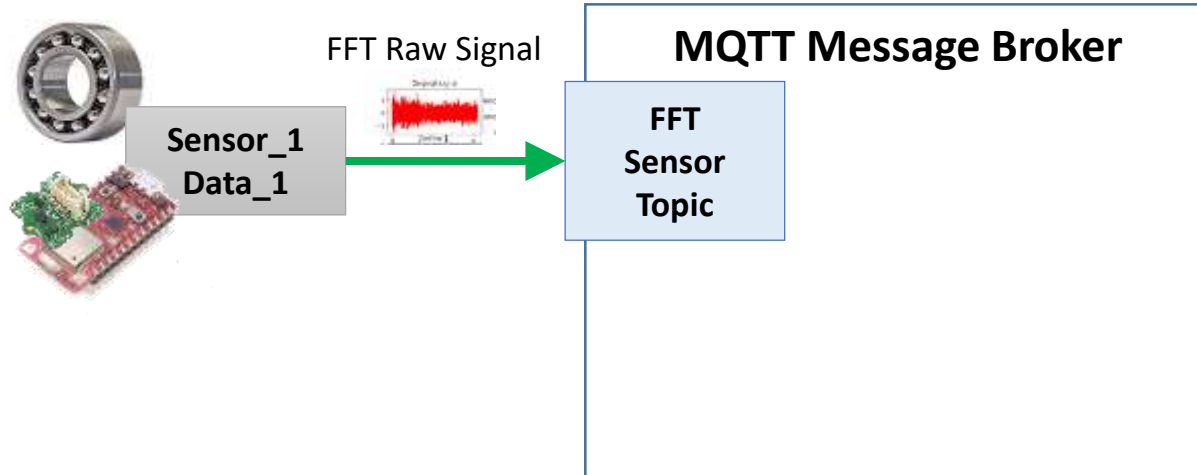 FFT Raw Signal
MQTT Message Broker
Sensor_1
Data_1
FFT
Sensor
Topic